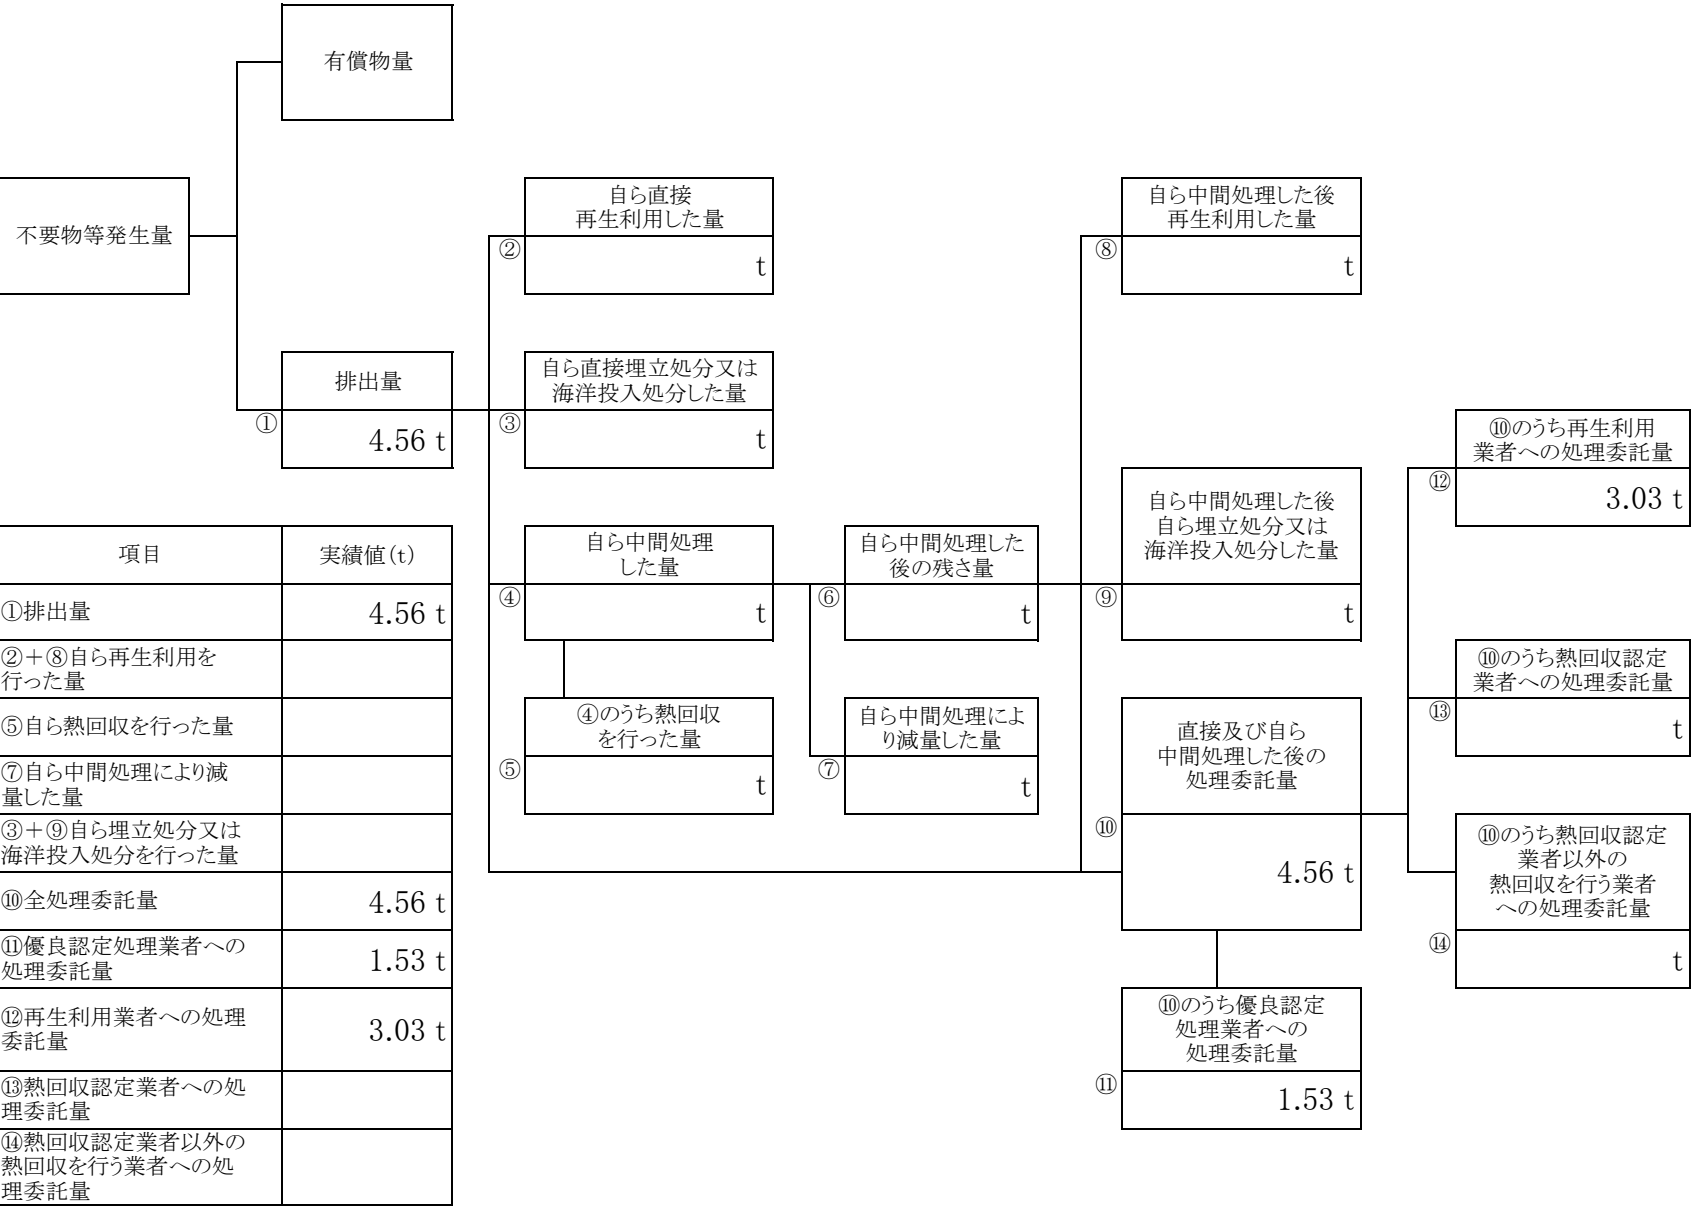 有償物量
不要物等発生量
自ら直接
再生利用した量
②
t
自ら中間処理した後
再生利用した量
⑧
t
排出量
①
4.56 t
自ら直接埋立処分又は
海洋投入処分した量
③
t
⑩のうち再生利用
業者への処理委託量
⑫
3.03 t
自ら中間処理
した量
④
t
自ら中間処理した
後の残さ量
⑥
t
自ら中間処理した後
自ら埋立処分又は
海洋投入処分した量
⑨
t
⑩のうち熱回収認定
業者への処理委託量
⑬
t
④のうち熱回収
を行った量
⑤
t
自ら中間処理によ
り減量した量
⑦
t
直接及び自ら
中間処理した後の
処理委託量
⑩
4.56 t
⑩のうち熱回収認定
業者以外の
熱回収を行う業者
への処理委託量
⑭
t
⑩のうち優良認定
処理業者への
処理委託量
⑪
1.53 t
項目 実績値(t)
①排出量 4.56 t
②+⑧自ら再生利用を
行った量
⑤自ら熱回収を行った量
⑦自ら中間処理により減
量した量
③+⑨自ら埋立処分又は
海洋投入処分を行った量
⑩全処理委託量 4.56 t
⑪優良認定処理業者への
処理委託量 1.53 t
⑫再生利用業者への処理
委託量 3.03 t
⑬熱回収認定業者への処
理委託量
⑭熱回収認定業者以外の
熱回収を行う業者への処
理委託量